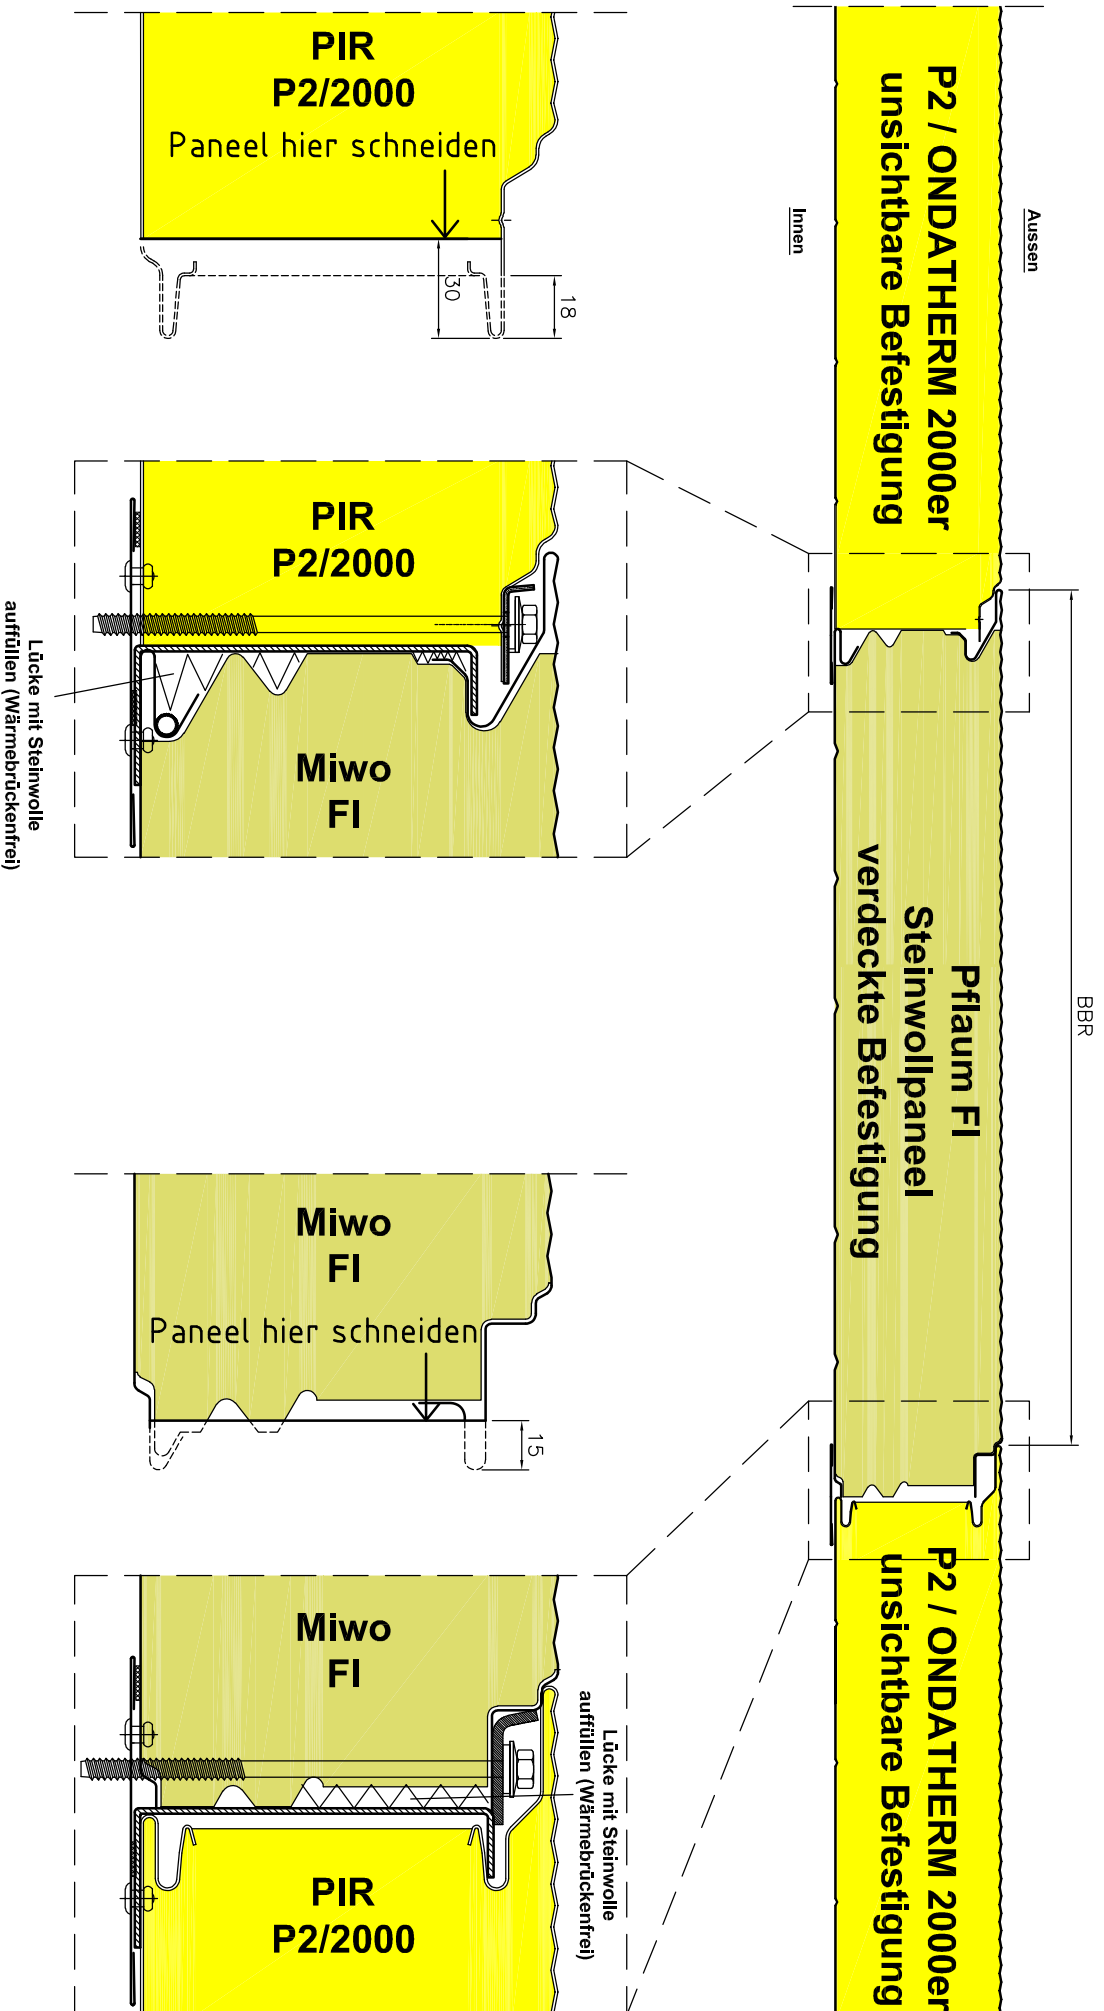 PIR
P2/2000
Paneel hier schneiden
30
18
P2 / ONDATHERM 2000er
unsichtbare Befestigung
Aussen
Innen
PIR
P2/2000
Miwo
FI
Lücke mit Steinwolle
auffüllen (Wärmebrückenfrei)
BBR
Pflaum FI
Steinwollpaneel
verdeckte Befestigung
Miwo
FI
Paneel hier schneiden
15
Miwo
FI
Lücke mit Steinwolle
auffüllen (Wärmebrückenfrei)
PIR
P2/2000
P2 / ONDATHERM 2000er
unsichtbare Befestigung